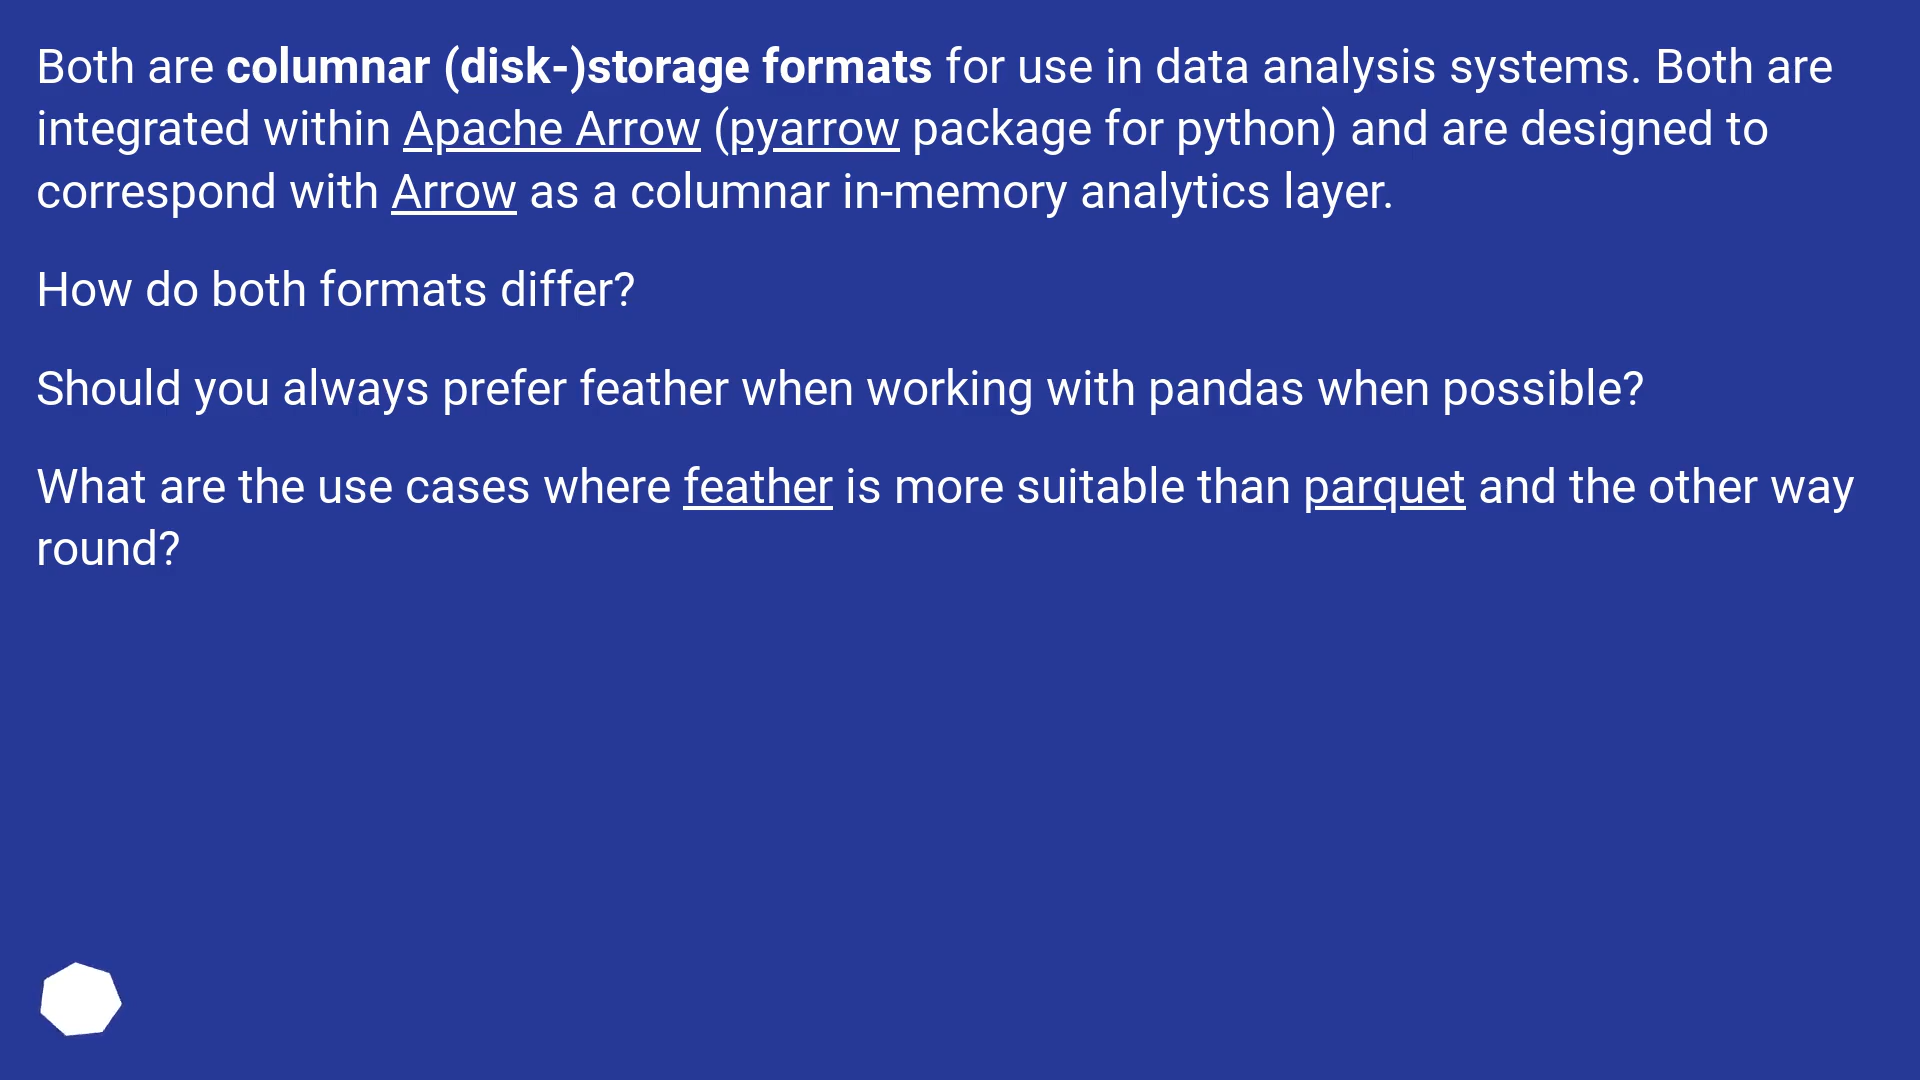 Both are columnar (disk-)storage formats for use in data analysis systems. Both are
integrated within Apache Arrow (pyarrow package for python) and are designed to
correspond with Arrow as a columnar in-memory analytics layer.
How do both formats differ?
Should you always prefer feather when working with pandas when possible?
What are the use cases where feather is more suitable than parquet and the other way
round?